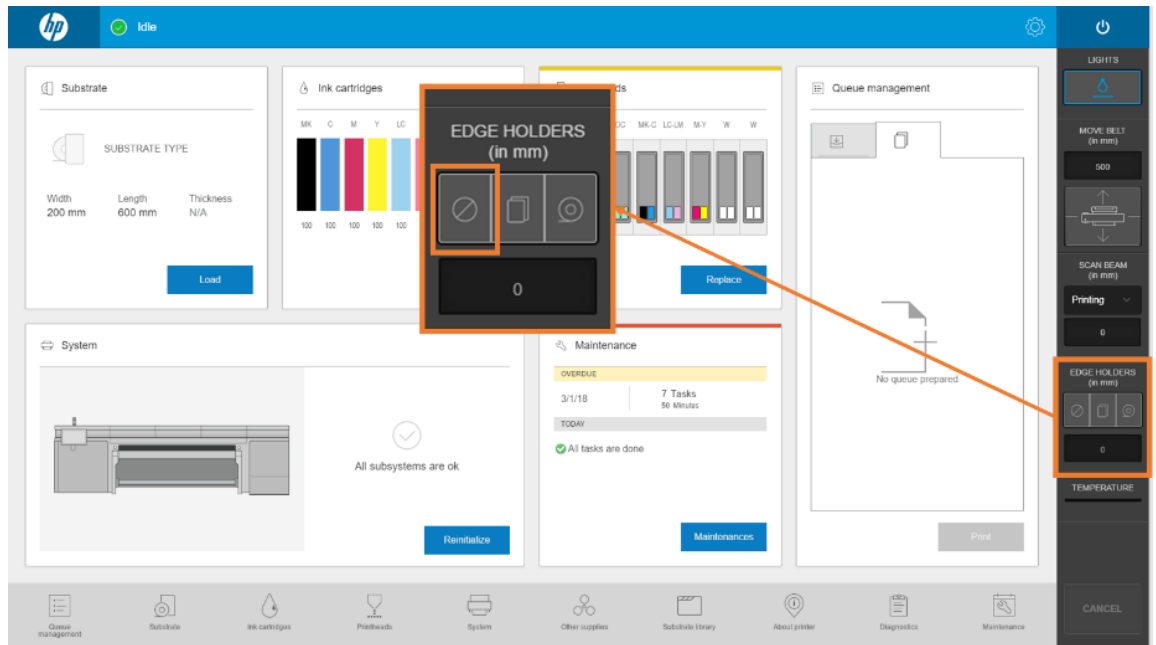 hp
Idle
Substrate
SUBSTRATE TYPE
Width
Length
Thickness
200 mm
600 mm
N/A
Load
Ink cartridges
MK C M Y LC
100 100 100 100 100
EDGE HOLDERS
(in mm)
0
ds
MK-C LC-LM M-Y W W
Replace
Queue management
No queue prepared
Print
System
All subsystems are ok
Reinitialize
Maintenance
OVERDUE
3/1/18
7 Tasks
50 Minutes
TODAY
All tasks are done
Maintenances
LIGHTS
MOVE BELT
(in mm)
500
SCAN BEAM
(in mm)
Printing
0
EDGE HOLDERS
(in mm)
0
TEMPERATURE
CANCEL
Queue
management
Substrate
Ink cartridges
Printheads
System
Other supplies
Substrate library
About printer
Diagnostics
Maintenance